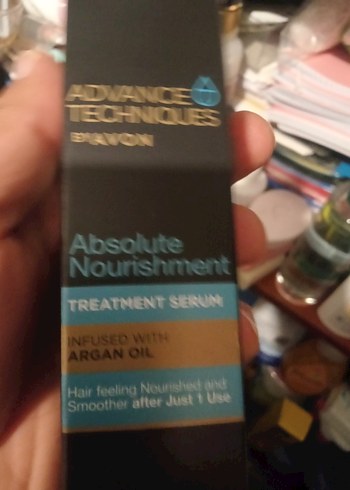 ADVANCE
TECHNIQUES
BY AVON
Absolute
Nourishment
TREATMENT SERUM
INFUSED WITH
ARGAN OIL
Hair feeling Nourished and
Smoother after Just 1 Use